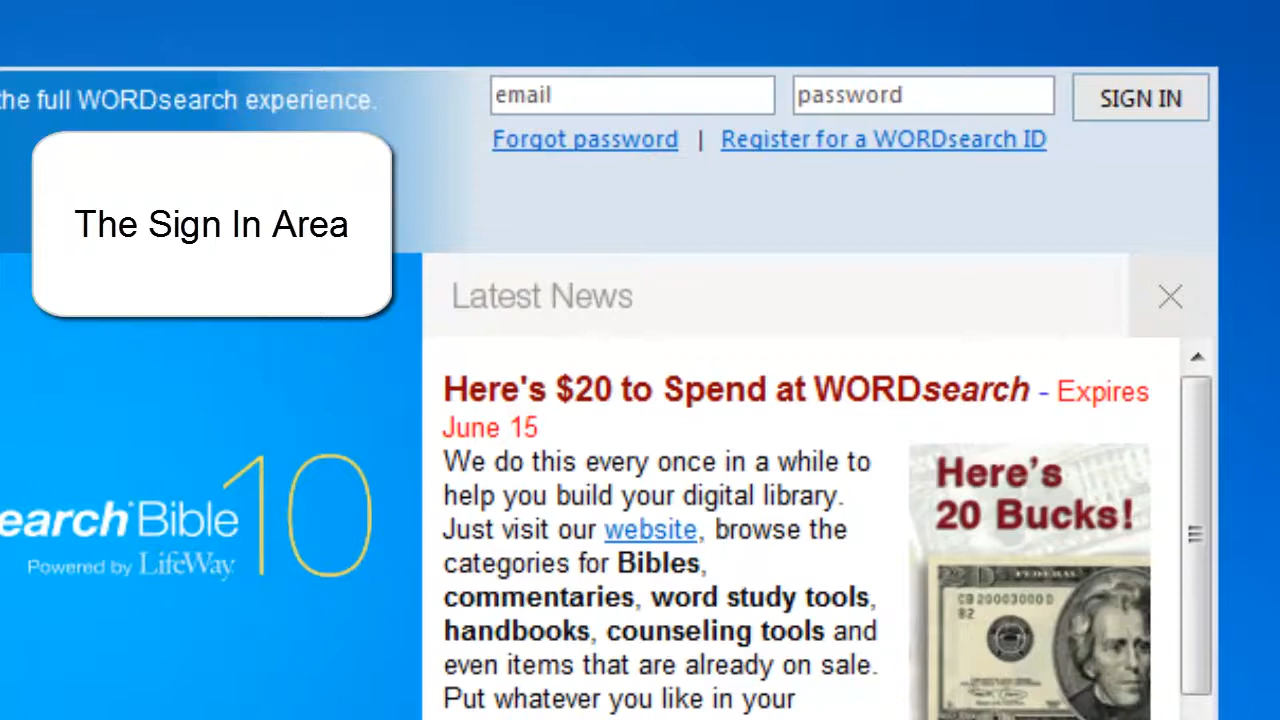 the full WORDsearch experience.
email
password
SIGN IN
Forgot password | Register for a WORDsearch ID
The Sign In Area
Latest News
Here's $20 to Spend at WORDsearch - Expires
June 15
We do this every once in a while to
help you build your digital library.
Just visit our website, browse the
categories for Bibles,
commentaries, word study tools,
handbooks, counseling tools and
even items that are already on sale.
Put whatever you like in your
Here's
20 Bucks!
earch Bible 10
Powered by LifeWay